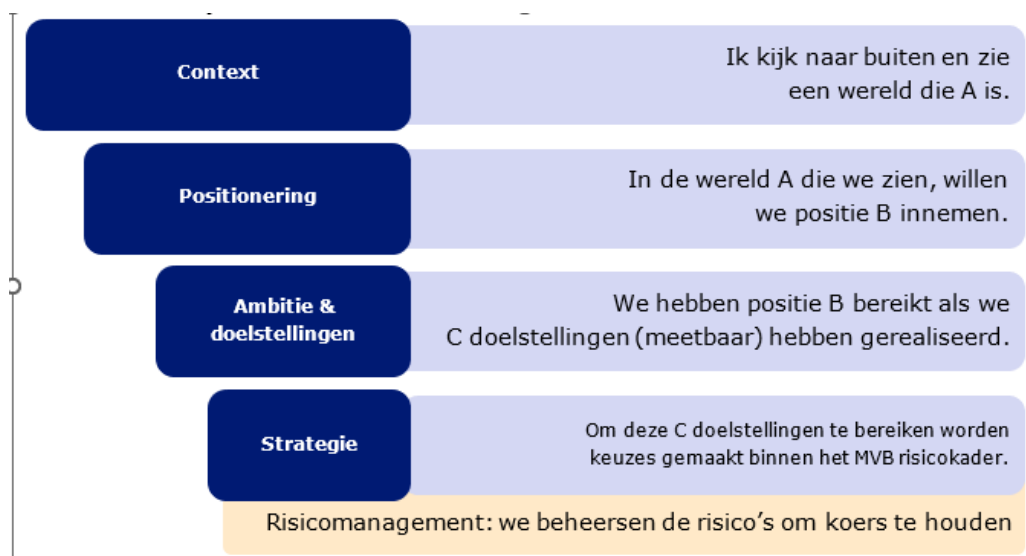 Context
Ik kijk naar buiten en zie
een wereld die A is.
Positionering
In de wereld A die we zien, willen
we positie B innemen.
Ambitie &
doelstellingen
We hebben positie B bereikt als we
C doelstellingen (meetbaar) hebben gerealiseerd.
Strategie
Om deze C doelstellingen te bereiken worden
keuzes gemaakt binnen het MVB risicokader.
Risicomanagement: we beheersen de risico's om koers te houden